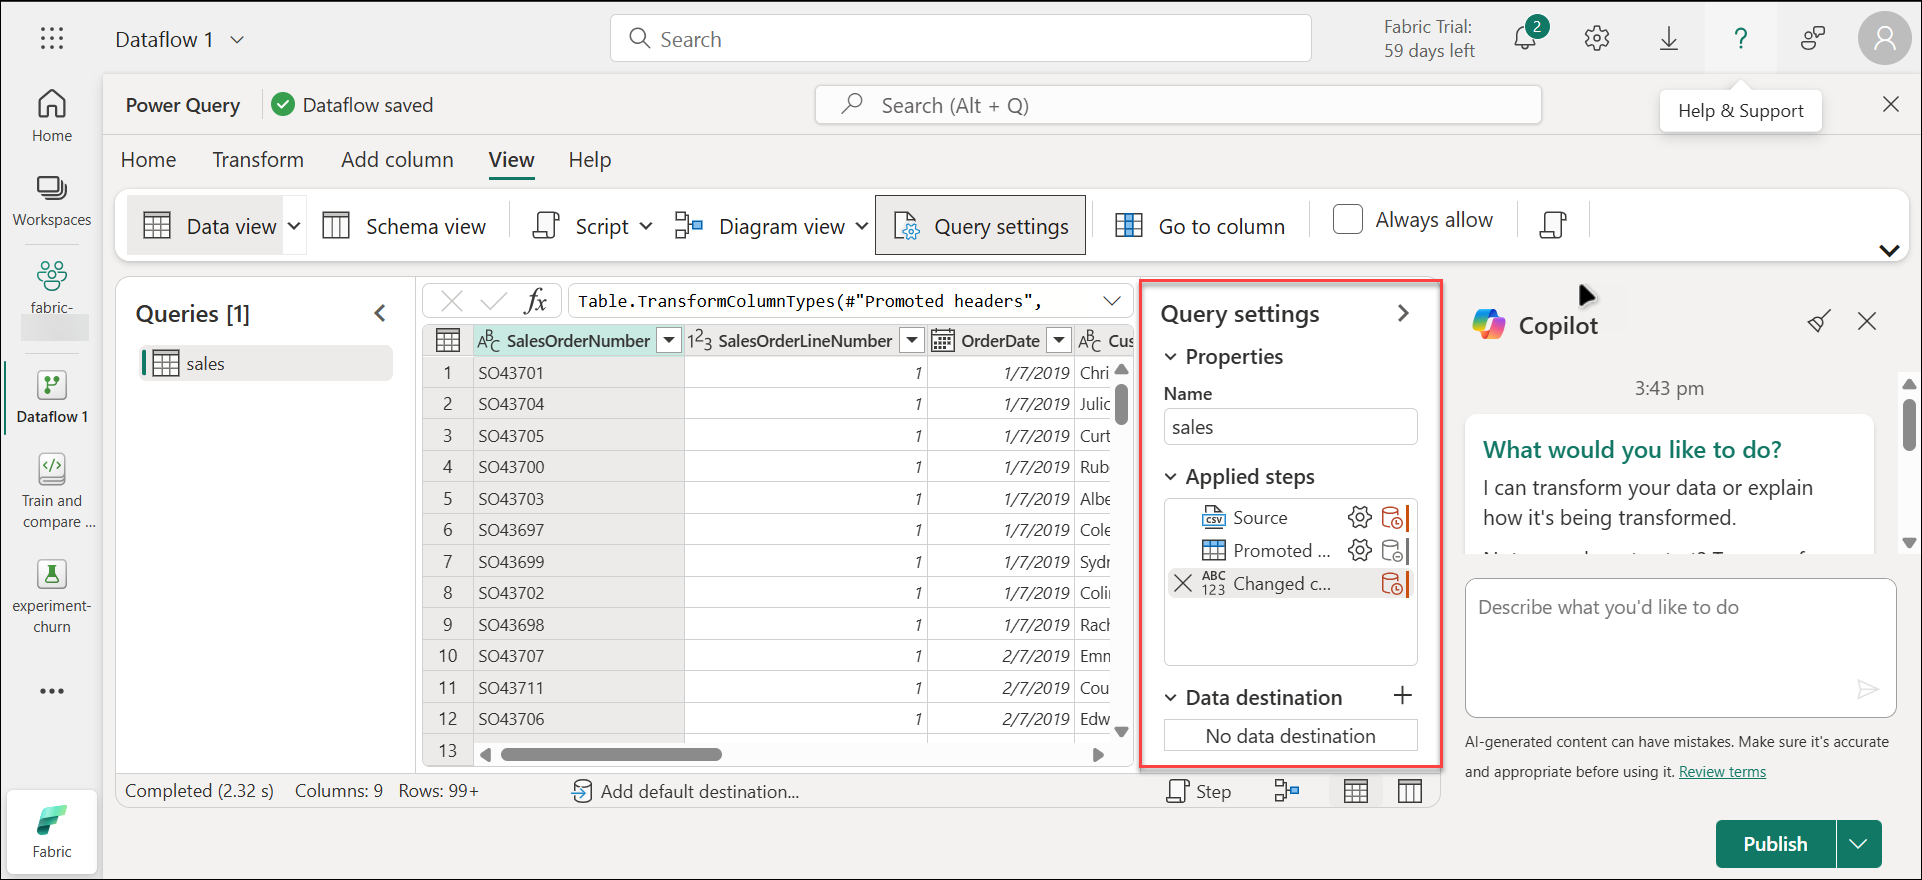 Dataflow 1
Search
Fabric Trial:
59 days left
2
?
Help & Support
Home
Workspaces
fabric-
Dataflow 1
Train and
compare ...
experiment-
churn
Fabric
Power Query
Dataflow saved
Search (Alt + Q)
Home Transform Add column View Help
Data view Schema view Script Diagram view Query settings Go to column Always allow
Queries [1]
sales
fx Table.TransformColumnTypes(#"Promoted headers",
ABC SalesOrderNumber 123 SalesOrderLineNumber OrderDate ABC Cus
1 SO43701 1 1/7/2019 Chri
2 SO43704 1 1/7/2019 Julic
3 SO43705 1 1/7/2019 Curt
4 SO43700 1 1/7/2019 Rub
5 SO43703 1 1/7/2019 Albe
6 SO43697 1 1/7/2019 Cole
7 SO43699 1 1/7/2019 Sydr
8 SO43702 1 1/7/2019 Colii
9 SO43698 1 1/7/2019 Rach
10 SO43707 1 2/7/2019 Emm
11 SO43711 1 2/7/2019 Cou
12 SO43706 1 2/7/2019 Edw
13
Completed (2.32 s) Columns: 9 Rows: 99+
Add default destination...
Step
Query settings
Properties
Name
sales
Applied steps
CSV Source
Promoted ...
ABC 123 Changed c...
Data destination
No data destination
Copilot
3:43 pm
What would you like to do?
I can transform your data or explain
how it's being transformed.
Describe what you'd like to do
AI-generated content can have mistakes. Make sure it's accurate
and appropriate before using it. Review terms
Publish